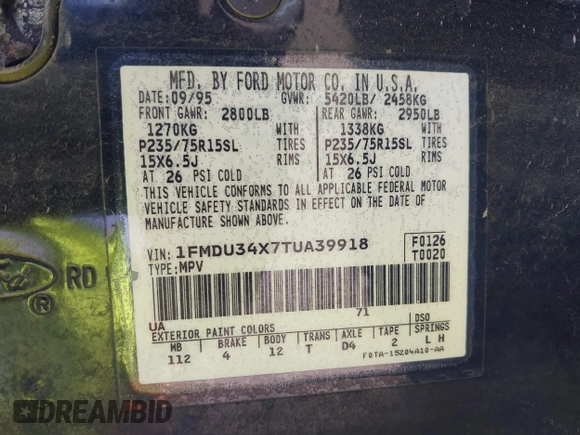 MFD. BY FORD MOTOR CO. IN U.S.A.
DATE: 09/95 GVWR: 5420LB/ 2458KG
FRONT GAWR: 2800LB REAR GAWR: 2950LB
1270KG WITH 1338KG WITH
P235/75R15SL TIRES P235/75R15SL TIRES
15X6.5J RIMS 15X6.5J RIMS
AT 26 PSI COLD AT 26 PSI COLD
THIS VEHICLE CONFORMS TO ALL APPLICABLE FEDERAL MOTOR
VEHICLE SAFETY STANDARDS IN EFFECT ON THE DATE OF
MANUFACTURE SHOWN ABOVE.
VIN: 1FMDU34X7TUA39918 F0126
TYPE: MPV T0020
® RD
71
UA DSO
EXTERIOR PAINT COLORS
WB BRAKE BODY TRANS AXLE TAPE SPRINGS
112 4 12 T D4 2 L H
F0TA-15204A10-AA
DREAMBID